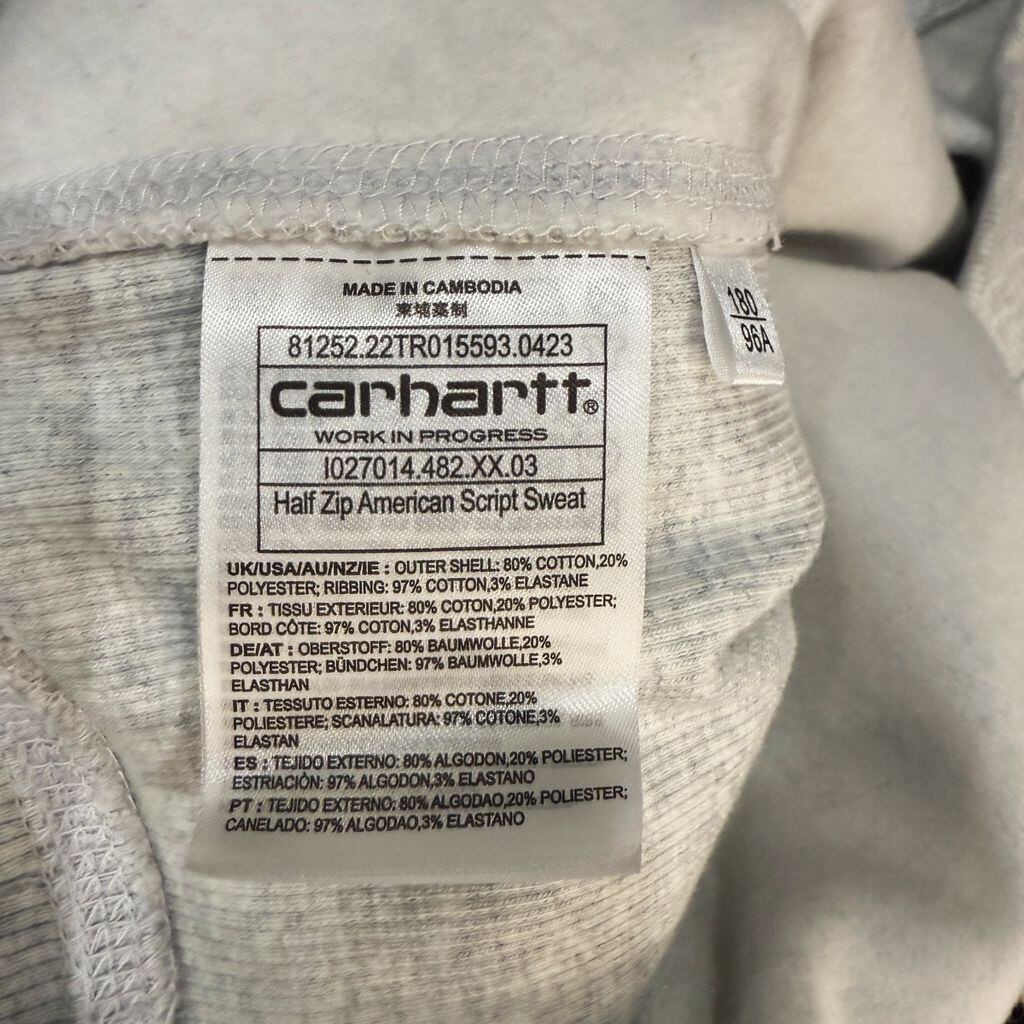 MADE IN CAMBODIA
柬埔寨制
81252.22TR015593.0423
carhartt®
WORK IN PROGRESS
I027014.482.XX.03
Half Zip American Script Sweat
UK/USA/AU/NZ/IE : OUTER SHELL: 80% COTTON,20%
POLYESTER; RIBBING: 97% COTTON,3% ELASTANE
FR : TISSU EXTERIEUR: 80% COTON,20% POLYESTER;
BORD CÔTE: 97% COTON,3% ELASTHANNE
DE/AT : OBERSTOFF: 80% BAUMWOLLE,20%
POLYESTER; BÜNDCHEN: 97% BAUMWOLLE,3%
ELASTHAN
IT : TESSUTO ESTERNO: 80% COTONE,20%
POLIESTERE; SCANALATURA: 97% COTONE,3%
ELASTAN
ES : TEJIDO EXTERNO: 80% ALGODON,20% POLIESTER;
ESTRIACIÒN: 97% ALGODON,3% ELASTANO
PT : TEJIDO EXTERNO: 80% ALGODAO,20% POLIESTER;
CANELADO: 97% ALGODAO,3% ELASTANO
180
96A